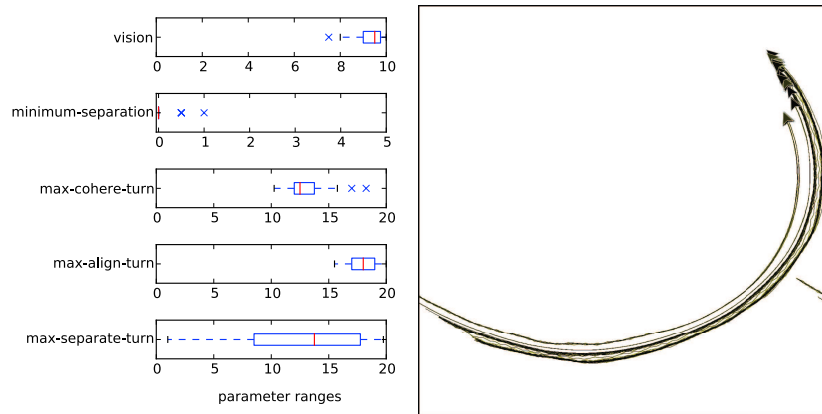 vision
0 2 4 6 8 10
minimum-separation
0 1 2 3 4 5
max-cohere-turn
0 5 10 15 20
max-align-turn
0 5 10 15 20
max-separate-turn
0 5 10 15 20
parameter ranges